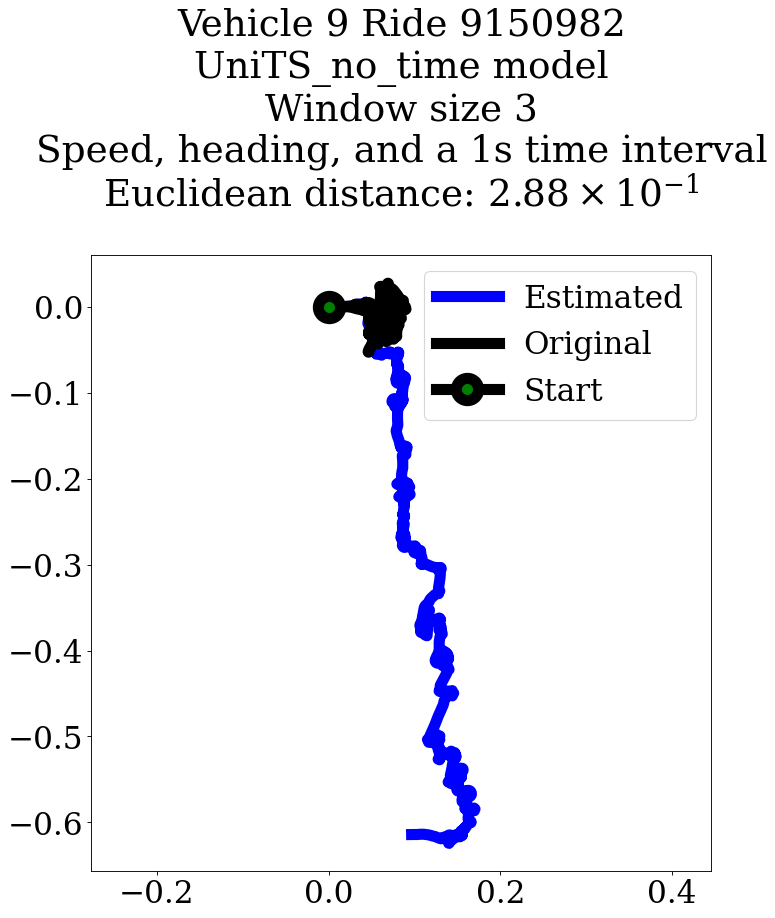 Vehicle 9 Ride 9150982
UniTS_no_time model
Window size 3
Speed, heading, and a 1s time interval
Euclidean distance: 2.88 × 10⁻¹
Estimated
Original
Start
0.0
−0.1
−0.2
−0.3
−0.4
−0.5
−0.6
−0.2 0.0 0.2 0.4